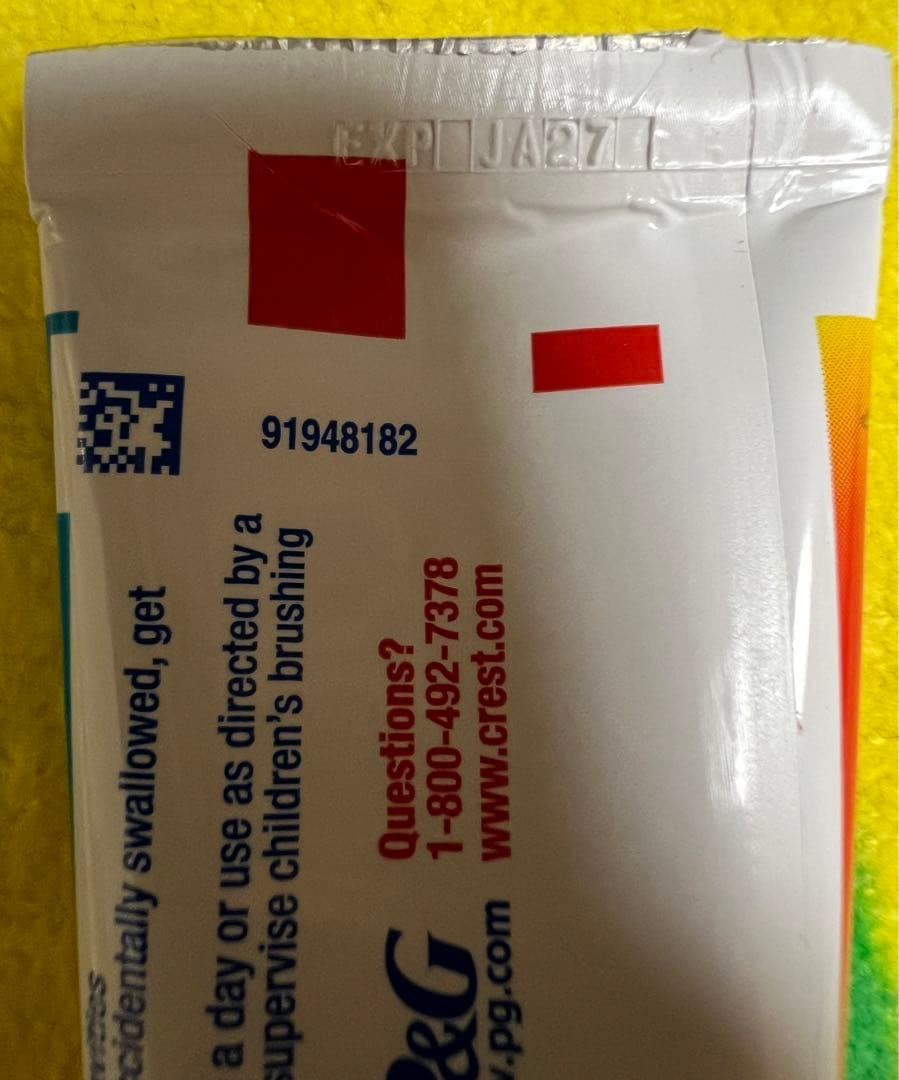 EXP JA27
91948182
accidentally swallowed, get
a day or use as directed by a
supervise children's brushing
Questions?
1-800-492-7378
www.crest.com
P&G
.pg.com